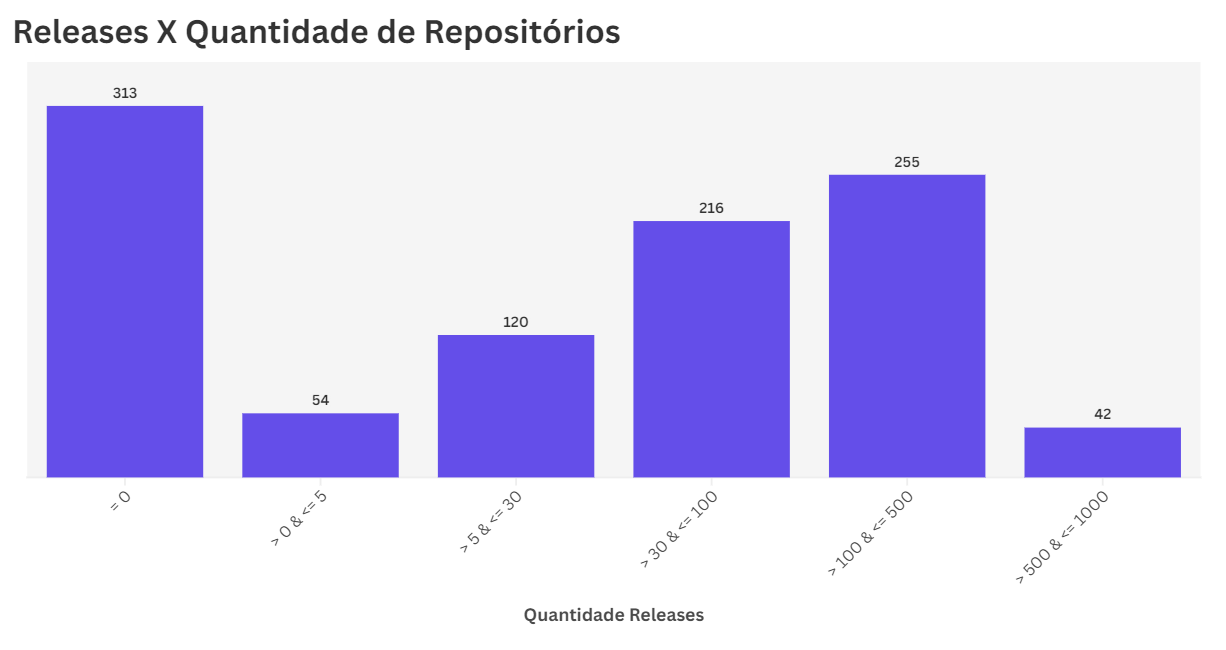 Releases X Quantidade de Repositórios
313
54
120
216
255
42
= 0
> 0 & <= 5
> 5 & <= 30
> 30 & <= 100
> 100 & <= 500
> 500 & <= 1000
Quantidade Releases